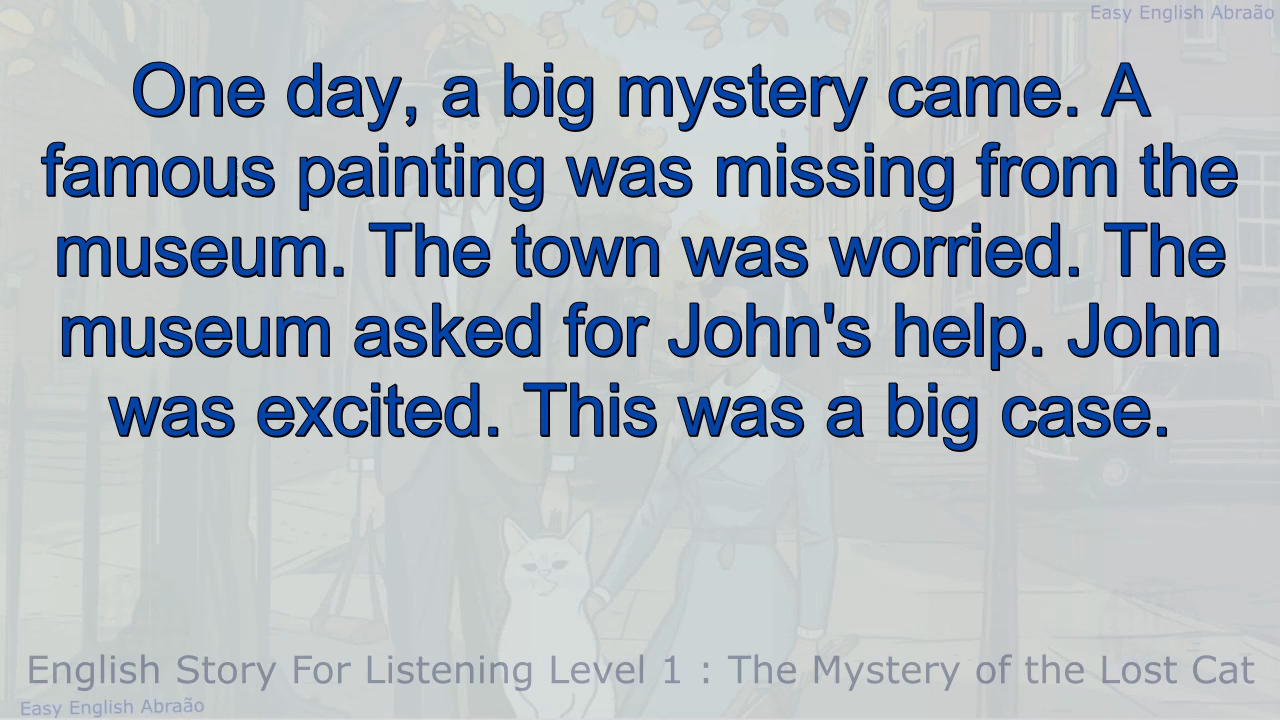 Easy English Abraão
One day, a big mystery came. A
famous painting was missing from the
museum. The town was worried. The
museum asked for John's help. John
was excited. This was a big case.
English Story For Listening Level 1 : The Mystery of the Lost Cat
Easy English Abraão